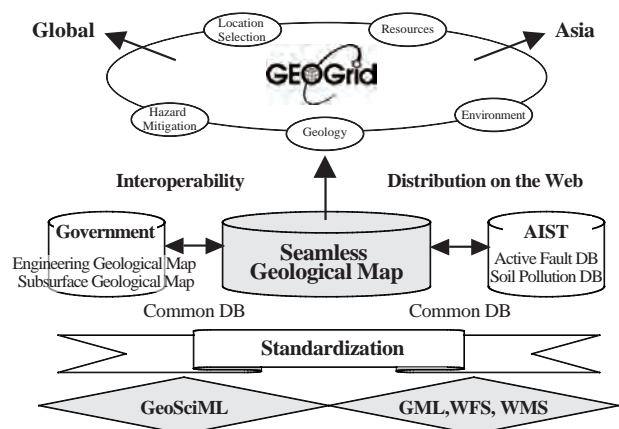 Global
Location
Selection
Resources
Asia
GEOGrid
Hazard
Mitigation
Environment
Geology
Interoperability
Distribution on the Web
Government
Engineering Geological Map
Subsurface Geological Map
Seamless
Geological Map
AIST
Active Fault DB
Soil Pollution DB
Common DB
Common DB
Standardization
GeoSciML
GML,WFS, WMS